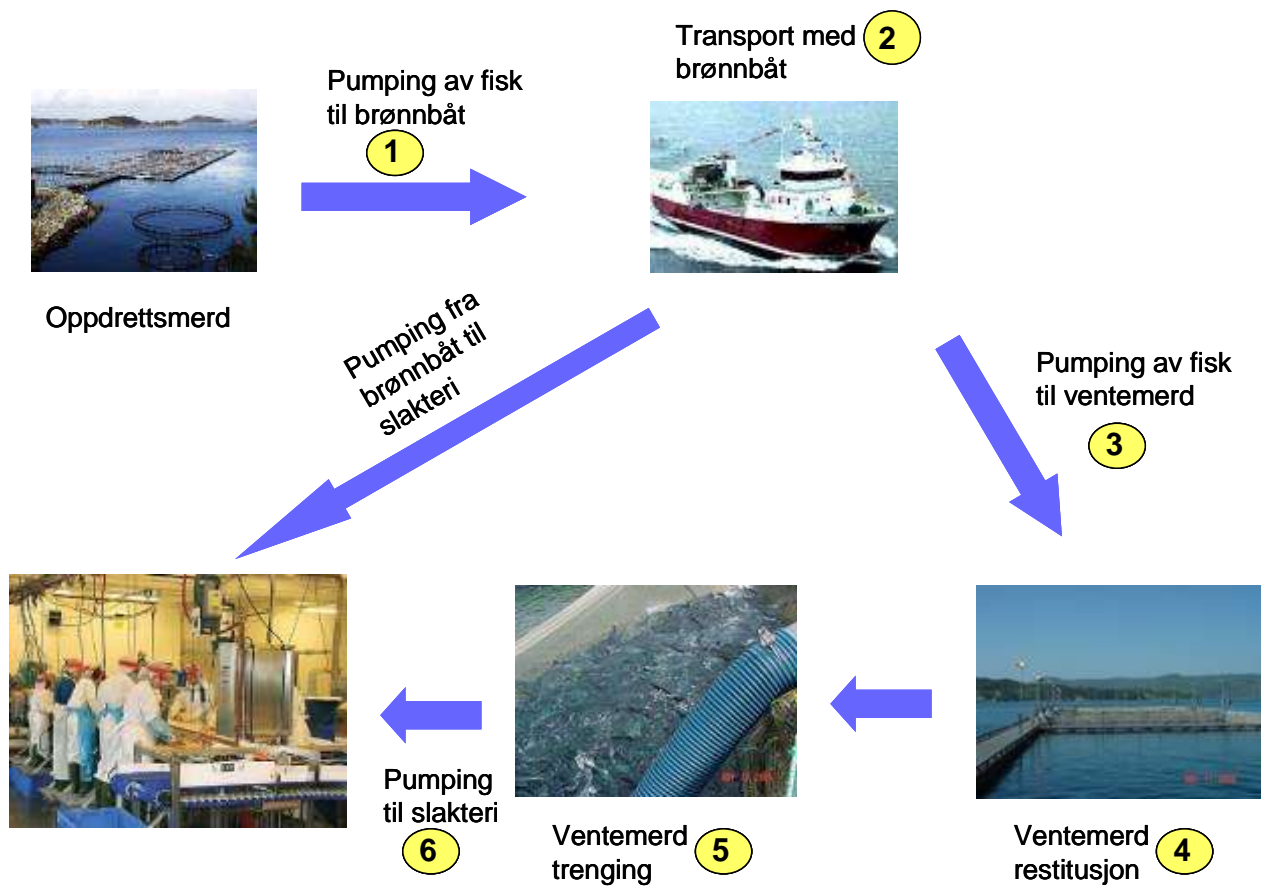 Transport med
brønnbåt
2
Pumping av fisk
til brønnbåt
1
Oppdrettsmerd
Pumping fra
brønnbåt til
slakteri
Pumping av fisk
til ventemerd
3
Pumping
til slakteri
6
Ventemerd
trenging
5
Ventemerd
restitusjon
4